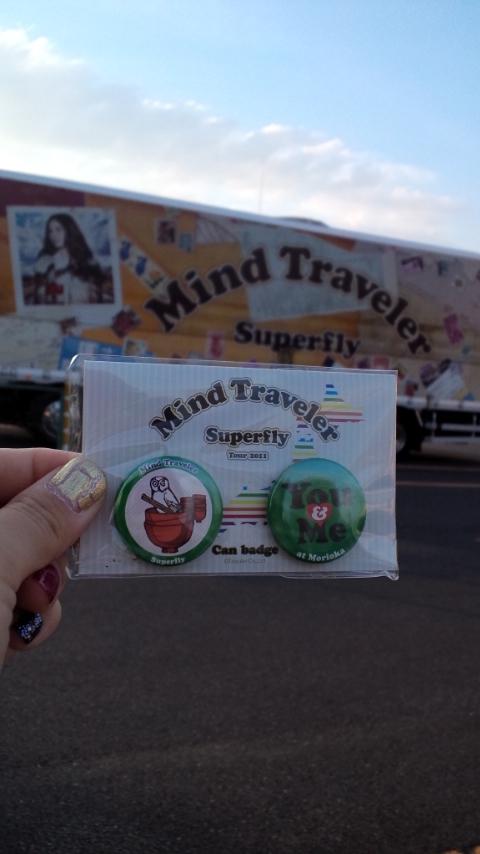 Mind Traveler
Superfly
Mind Traveler
Superfly
Tour 2011
Mind Traveler
Superfly
You
&
Me
at Morioka
Can badge